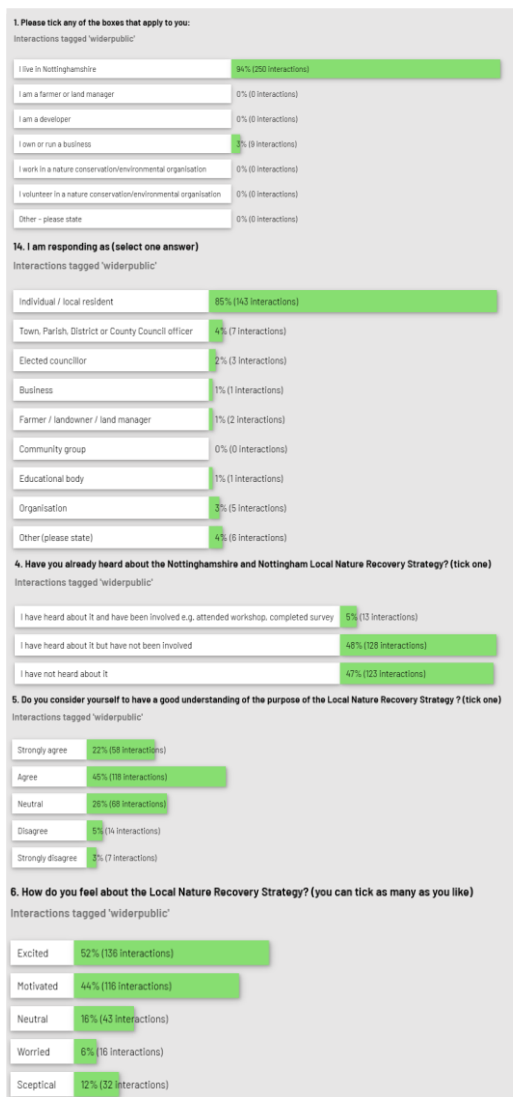 1. Please tick any of the boxes that apply to you:
Interactions tagged 'widerpublic'
I live in Nottinghamshire 94% (250 interactions)
I am a farmer or land manager 0% (0 interactions)
I am a developer 0% (0 interactions)
I own or run a business 3% (9 interactions)
I work in a nature conservation/environmental organisation 0% (0 interactions)
I volunteer in a nature conservation/environmental organisation 0% (0 interactions)
Other – please state 0% (0 interactions)
14. I am responding as (select one answer)
Interactions tagged 'widerpublic'
Individual / local resident 85% (143 interactions)
Town, Parish, District or County Council officer 4% (7 interactions)
Elected councillor 2% (3 interactions)
Business 1% (1 interactions)
Farmer / landowner / land manager 1% (2 interactions)
Community group 0% (0 interactions)
Educational body 1% (1 interactions)
Organisation 3% (5 interactions)
Other (please state) 4% (6 interactions)
4. Have you already heard about the Nottinghamshire and Nottingham Local Nature Recovery Strategy? (tick one)
Interactions tagged 'widerpublic'
I have heard about it and have been involved e.g. attended workshop, completed survey 5% (13 interactions)
I have heard about it but have not been involved 48% (128 interactions)
I have not heard about it 47% (123 interactions)
5. Do you consider yourself to have a good understanding of the purpose of the Local Nature Recovery Strategy ? (tick one)
Interactions tagged 'widerpublic'
Strongly agree 22% (58 interactions)
Agree 45% (118 interactions)
Neutral 26% (68 interactions)
Disagree 5% (14 interactions)
Strongly disagree 3% (7 interactions)
6. How do you feel about the Local Nature Recovery Strategy? (you can tick as many as you like)
Interactions tagged 'widerpublic'
Excited 52% (136 interactions)
Motivated 44% (116 interactions)
Neutral 16% (43 interactions)
Worried 6% (16 interactions)
Sceptical 12% (32 interactions)